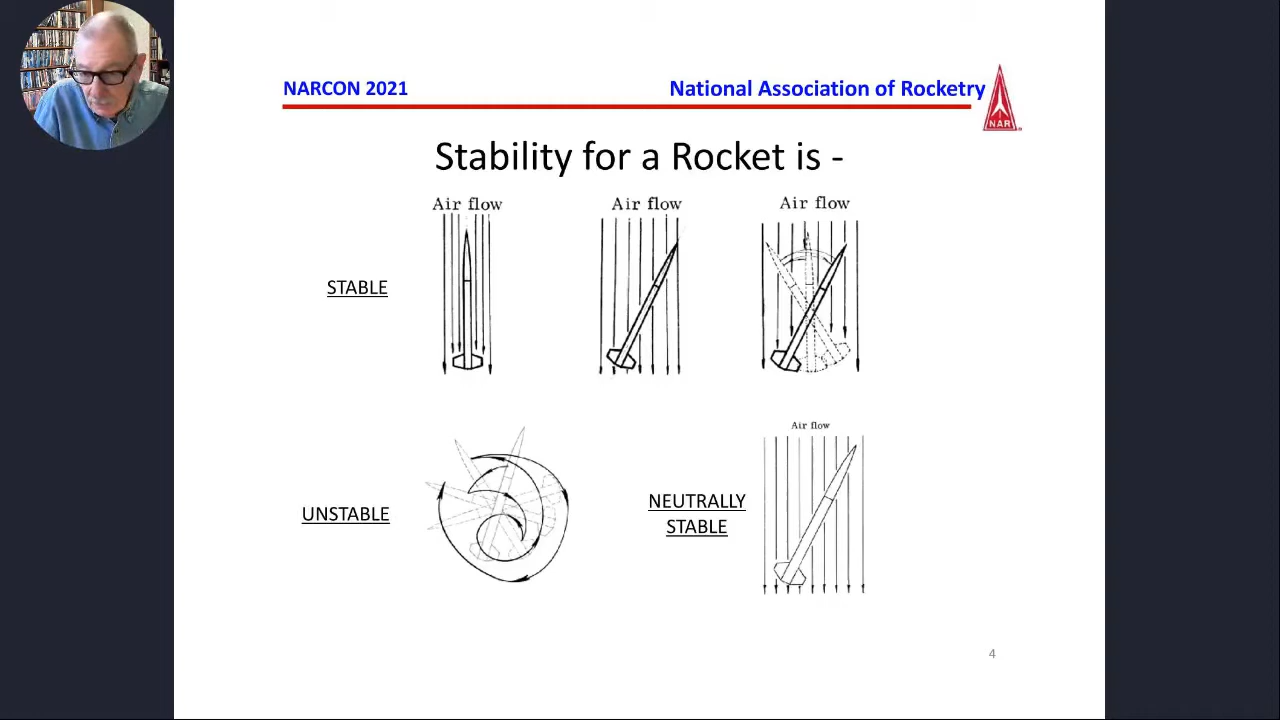 NARCON 2021
National Association of Rocketry
NAR
Stability for a Rocket is -
Air flow
Air flow
Air flow
STABLE
Air flow
UNSTABLE
NEUTRALLY
STABLE
4